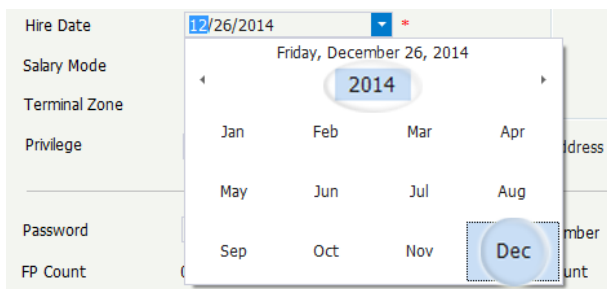 Hire Date 12/26/2014 *
Friday, December 26, 2014
Salary Mode
2014
Terminal Zone
Jan Feb Mar Apr
Privilege ddress
May Jun Jul Aug
Password mber
Sep Oct Nov Dec
FP Count unt